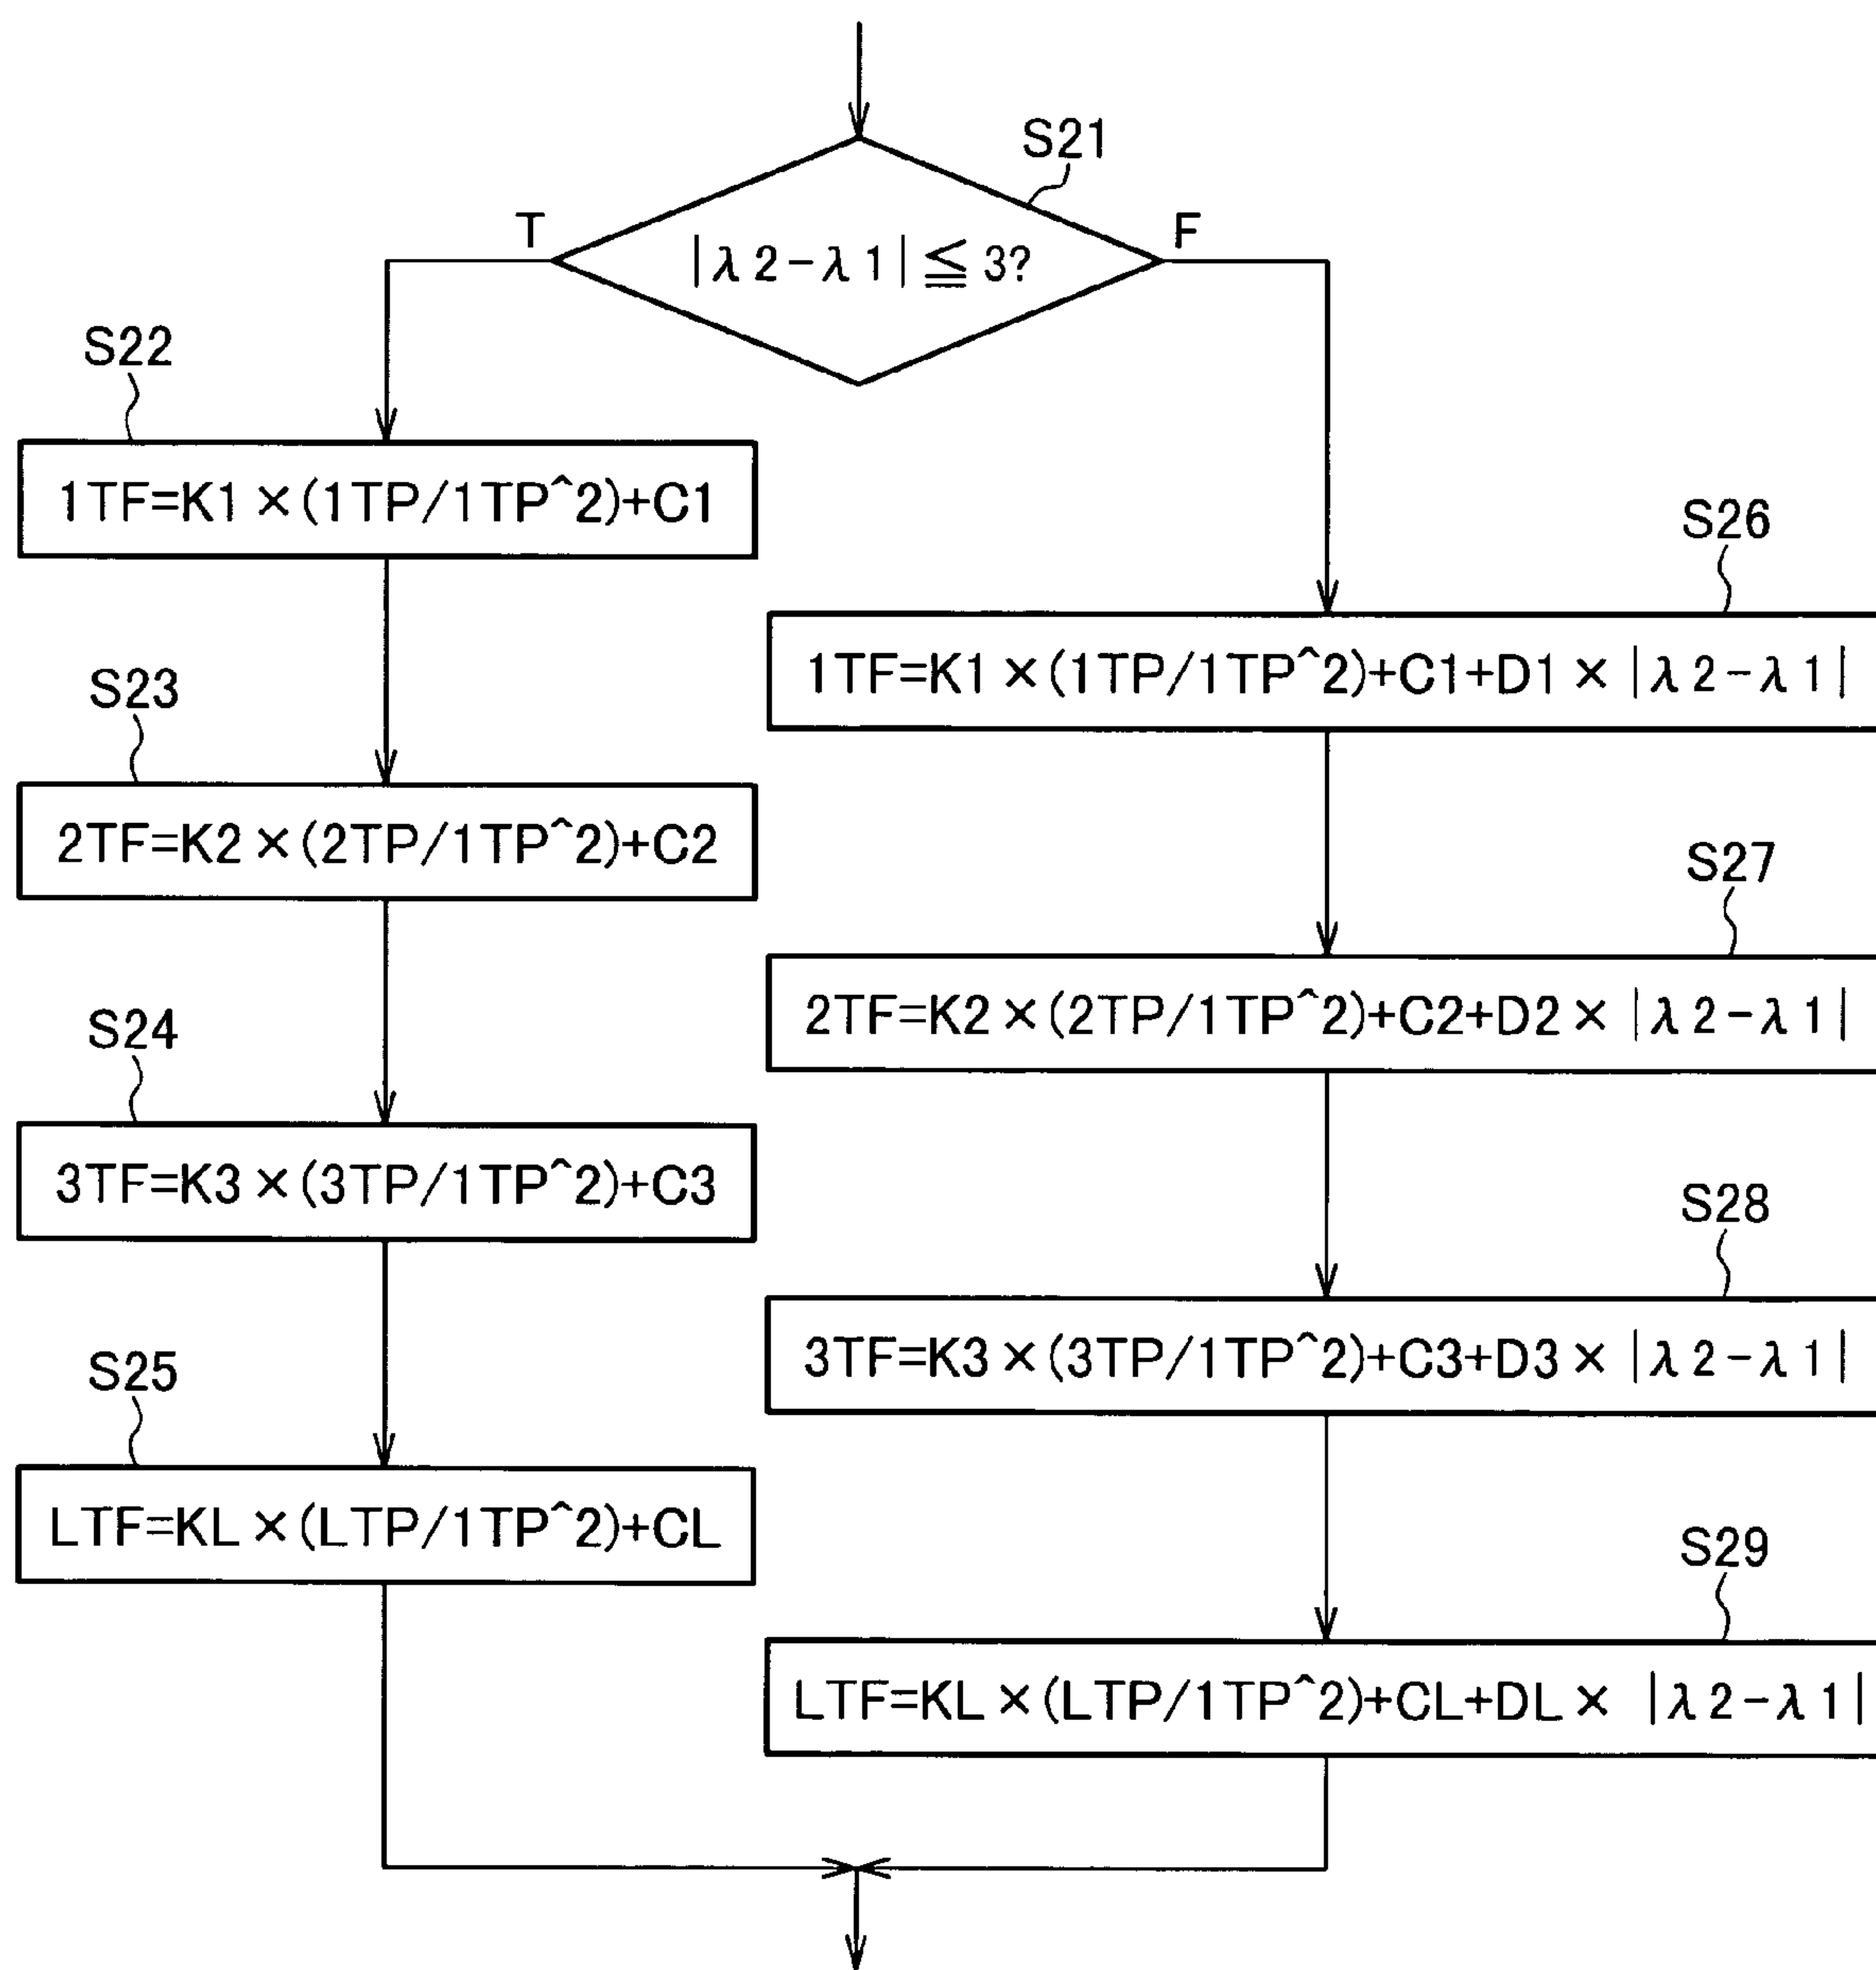 S21
T
F
|λ2-λ1|≦3?
S22
1TF=K1×(1TP/1TP^2)+C1
S23
2TF=K2×(2TP/1TP^2)+C2
S24
3TF=K3×(3TP/1TP^2)+C3
S25
LTF=KL×(LTP/1TP^2)+CL
S26
1TF=K1×(1TP/1TP^2)+C1+D1×|λ2-λ1|
S27
2TF=K2×(2TP/1TP^2)+C2+D2×|λ2-λ1|
S28
3TF=K3×(3TP/1TP^2)+C3+D3×|λ2-λ1|
S29
LTF=KL×(LTP/1TP^2)+CL+DL×|λ2-λ1|